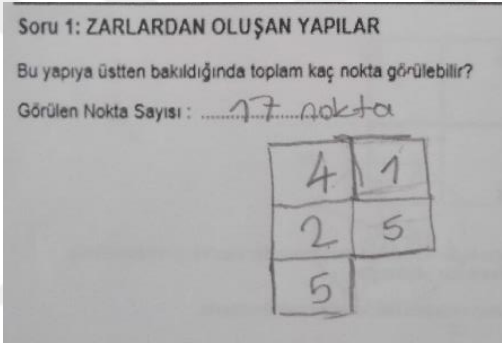 Soru 1: ZARLARDAN OLUŞAN YAPILAR
Bu yapıya üstten bakıldığında toplam kaç nokta görülebilir?
Görülen Nokta Sayısı : ......17 nokta
4 1
2 5
5